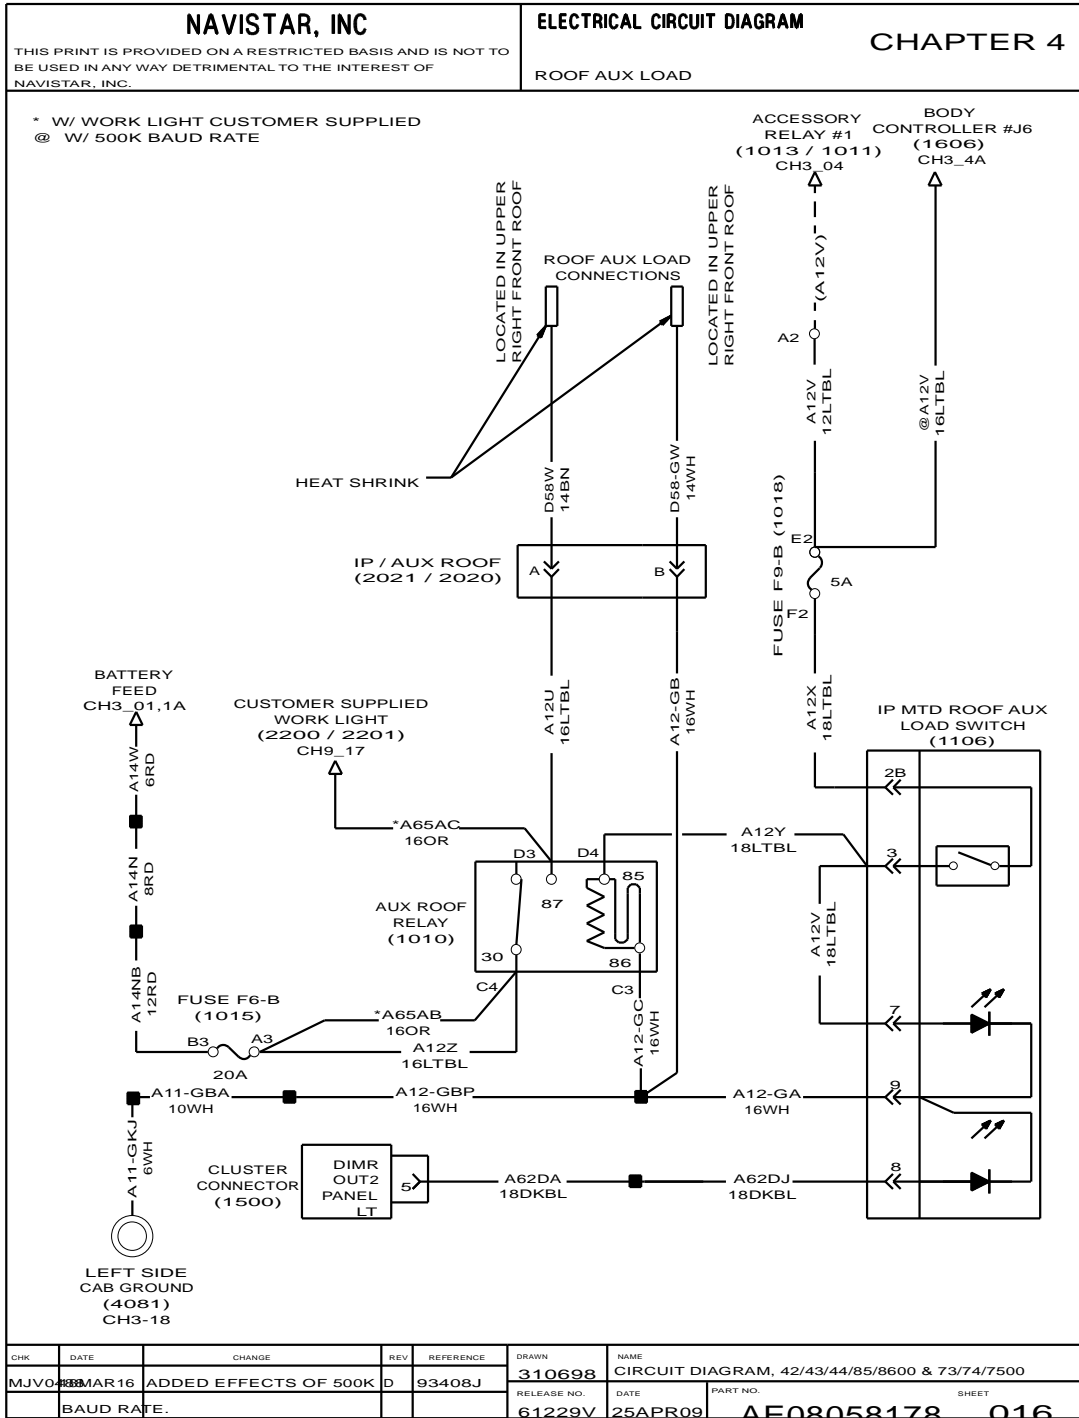 NAVISTAR, INC
THIS PRINT IS PROVIDED ON A RESTRICTED BASIS AND IS NOT TO
BE USED IN ANY WAY DETRIMENTAL TO THE INTEREST OF
NAVISTAR, INC.
ELECTRICAL CIRCUIT DIAGRAM
CHAPTER 4
ROOF AUX LOAD
* W/ WORK LIGHT CUSTOMER SUPPLIED
@ W/ 500K BAUD RATE
ACCESSORY
RELAY #1
(1013 / 1011)
CH3_04
BODY
CONTROLLER #J6
(1606)
CH3_4A
LOCATED IN UPPER
RIGHT FRONT ROOF
ROOF AUX LOAD
CONNECTIONS
LOCATED IN UPPER
RIGHT FRONT ROOF
(A12V)
A2
A12V
12LTBL
@A12V
16LTBL
HEAT SHRINK
D58W
14BN
D58-GW
14WH
FUSE F9-B (1018)
E2
5A
F2
IP / AUX ROOF
(2021 / 2020)
A
B
A12U
16LTBL
A12-GB
16WH
A12X
18LTBL
BATTERY
FEED
CH3_01,1A
A14W
6RD
A14N
8RD
A14NB
12RD
CUSTOMER SUPPLIED
WORK LIGHT
(2200 / 2201)
CH9_17
*A65AC
16OR
IP MTD ROOF AUX
LOAD SWITCH
(1106)
2B
A12Y
18LTBL
3
D3
D4
87
85
AUX ROOF
RELAY
(1010)
30
86
C4
C3
A12V
18LTBL
A12-GC
16WH
7
FUSE F6-B
(1015)
B3
A3
20A
*A65AB
16OR
A12Z
16LTBL
A11-GBA
10WH
A12-GBP
16WH
A12-GA
16WH
9
A11-GKJ
6WH
CLUSTER
CONNECTOR
(1500)
DIMR
OUT2
PANEL
LT
5
A62DA
18DKBL
A62DJ
18DKBL
8
LEFT SIDE
CAB GROUND
(4081)
CH3-18
CHK DATE CHANGE REV REFERENCE
ADDED EFFECTS OF 500K D 93408J
BAUD RATE.
DRAWN
310698
NAME
CIRCUIT DIAGRAM, 42/43/44/85/8600 & 73/74/7500
RELEASE NO.
61229V
DATE
25APR09
PART NO.
AE08058178
SHEET
016